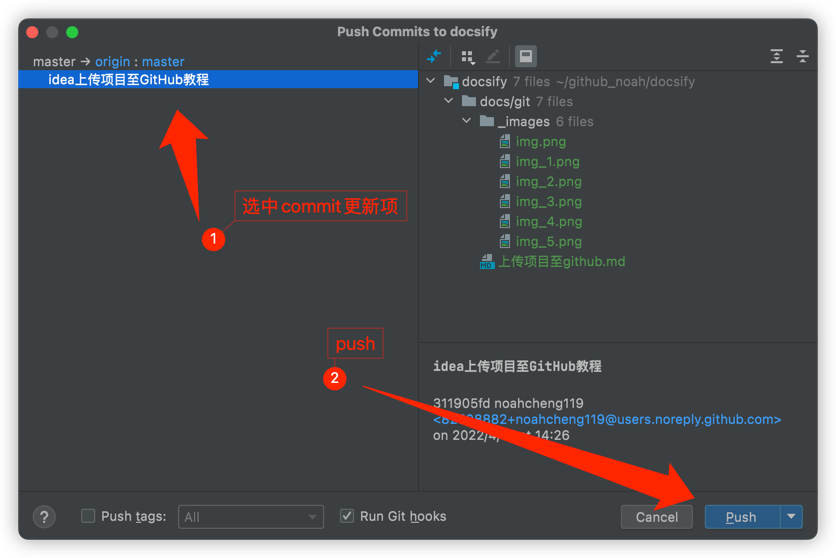 Push Commits to docsify
master → origin : master
idea上传项目至GitHub教程
选中commit更新项
1
push
2
docsify 7 files ~/github_noah/docsify
docs/git 7 files
_images 6 files
img.png
img_1.png
img_2.png
img_3.png
img_4.png
img_5.png
上传项目至github.md
idea上传项目至GitHub教程
311905fd noahcheng119
+noahcheng119@users.noreply.github.com>
on 2022/4/ at 14:26
? Push tags: All Run Git hooks Cancel Push